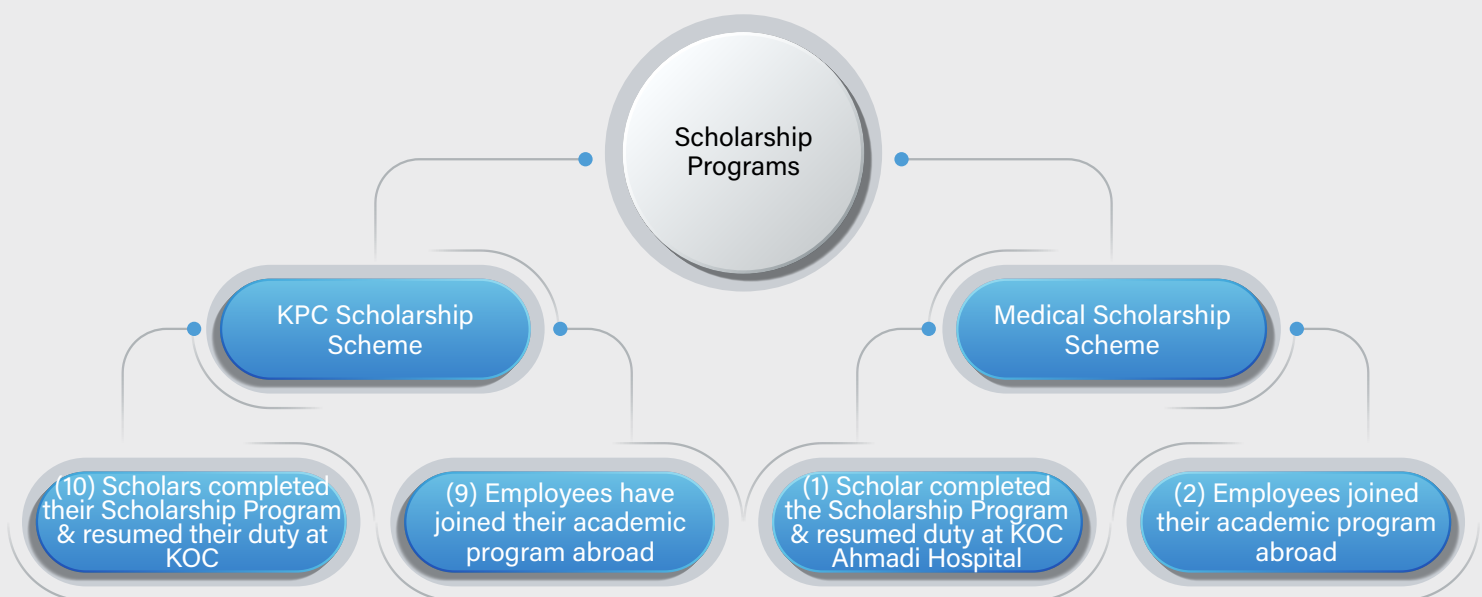 Scholarship
Programs
KPC Scholarship
Scheme
Medical Scholarship
Scheme
(10) Scholars completed
their Scholarship Program
& resumed their duty at
KOC
(9) Employees have
joined their academic
program abroad
(1) Scholar completed
the Scholarship Program
& resumed duty at KOC
Ahmadi Hospital
(2) Employees joined
their academic program
abroad